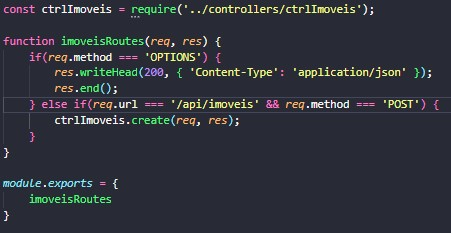 const ctrlImoveis = require('../controllers/ctrlImoveis');
function imoveisRoutes(req, res) {
    if(req.method === 'OPTIONS') {
        res.writeHead(200, { 'Content-Type': 'application/json' });
        res.end();
    } else if(req.url === '/api/imoveis' && req.method === 'POST') {
        ctrlImoveis.create(req, res);
    }
}
module.exports = {
    imoveisRoutes
}